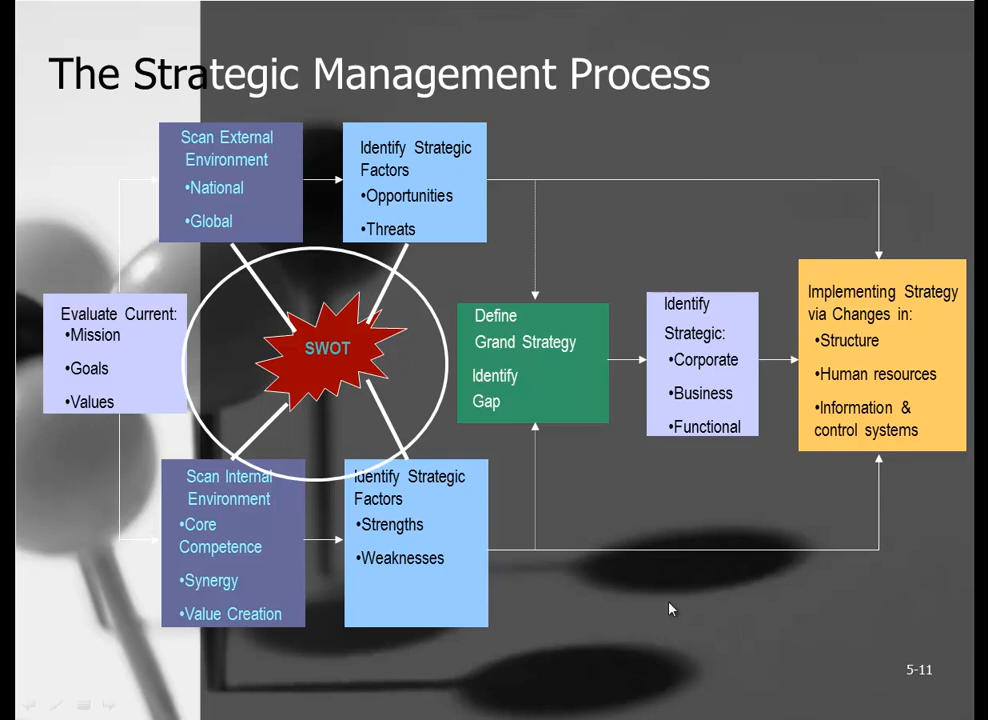 The Strategic Management Process
Scan External
Environment
•National
•Global
Identify Strategic
Factors
•Opportunities
•Threats
Evaluate Current:
•Mission
•Goals
•Values
SWOT
Define
Grand Strategy
Identify
Gap
Identify
Strategic:
•Corporate
•Business
•Functional
Implementing Strategy
via Changes in:
•Structure
•Human resources
•Information &
control systems
Scan Internal
Environment
•Core
Competence
•Synergy
•Value Creation
Identify Strategic
Factors
•Strengths
•Weaknesses
5-11